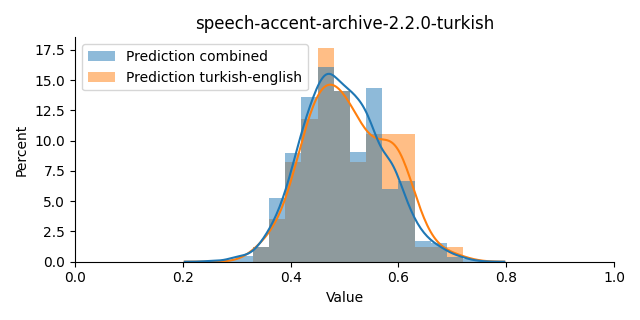 speech-accent-archive-2.2.0-turkish
Prediction combined
Prediction turkish-english
Percent
17.5
15.0
12.5
10.0
7.5
5.0
2.5
0.0
0.0 0.2 0.4 0.6 0.8 1.0
Value